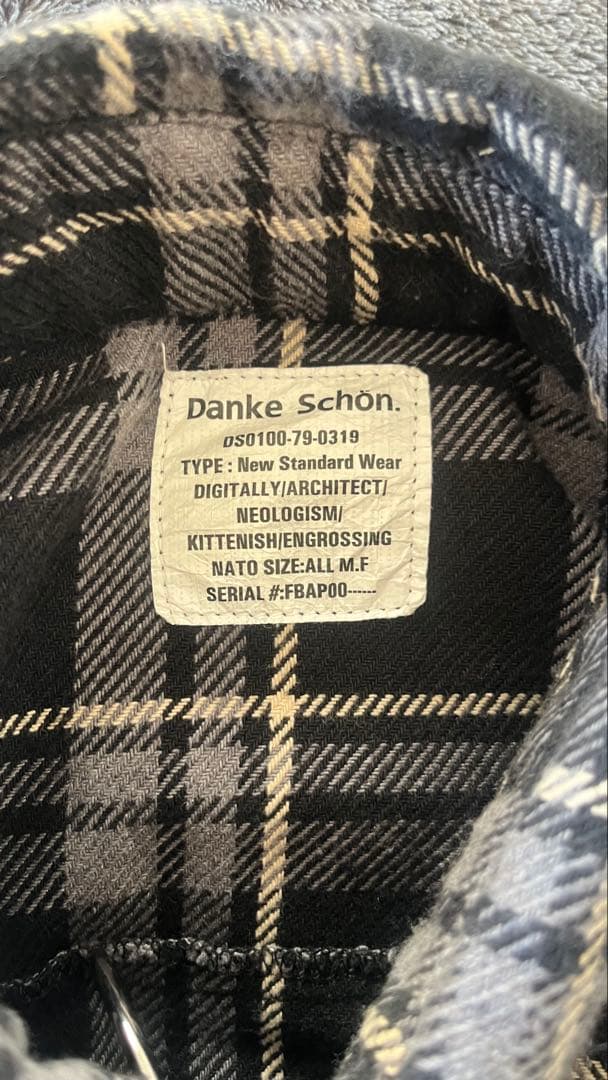 Danke Schön.
DS0100-79-0319
TYPE : New Standard Wear
DIGITALLY/ARCHITECT/
NEOLOGISM/
KITTENISH/ENGROSSING
NATO SIZE:ALL M.F
SERIAL #:FBAP00------